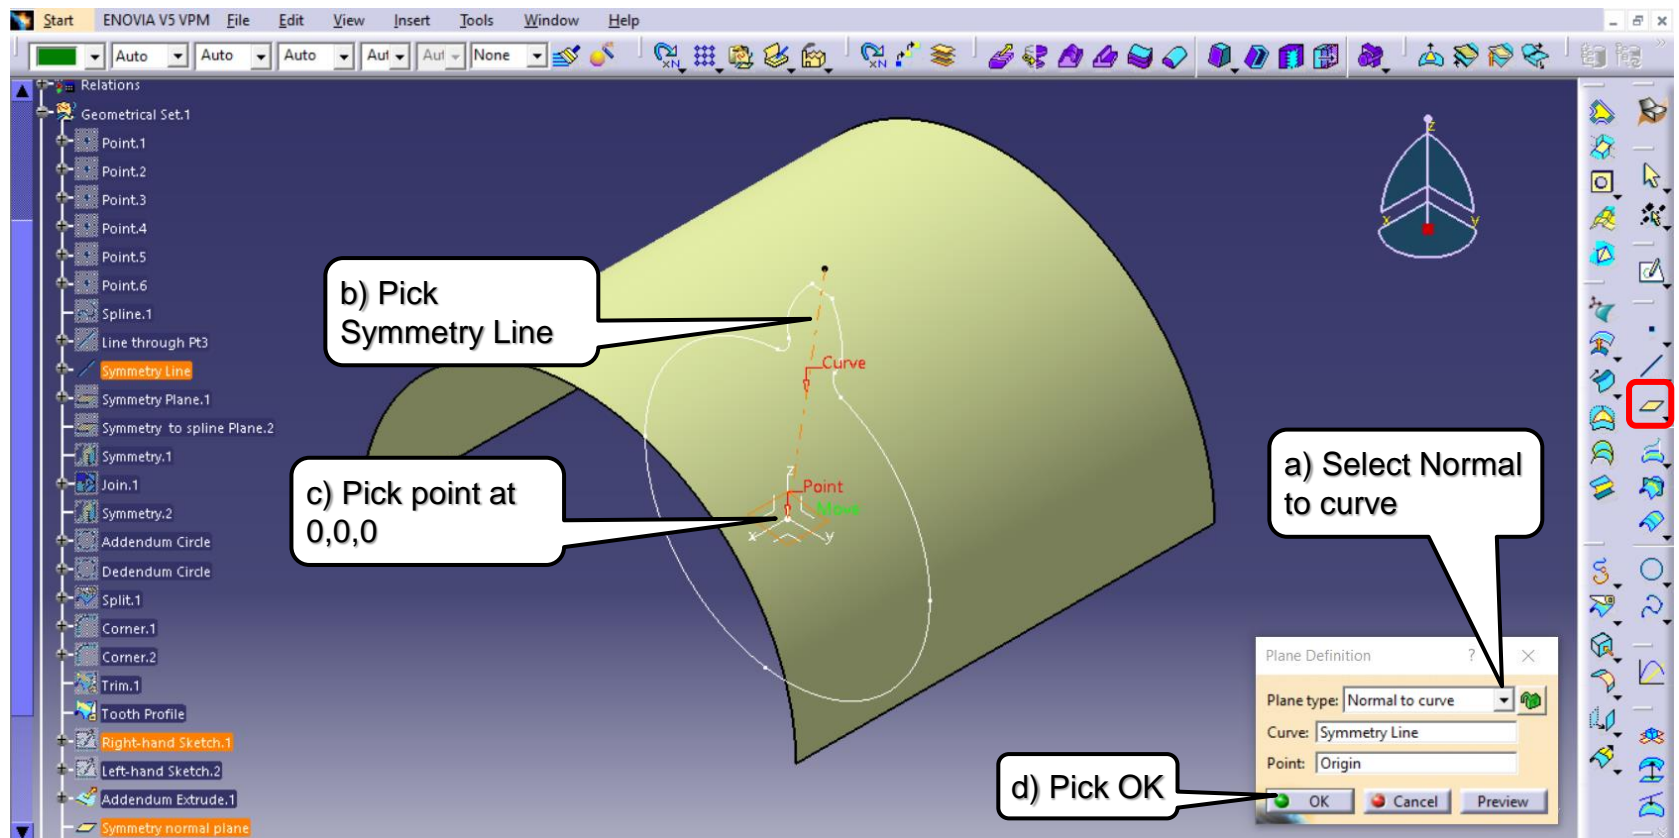 Start ENOVIA V5 VPM File Edit View Insert Tools Window Help
Auto Auto Auto Aut Aut None
Relations
Geometrical Set.1
Point.1
Point.2
Point.3
Point.4
Point.5
Point.6
Spline.1
Line through Pt3
Symmetry Line
Symmetry Plane.1
Symmetry to spline Plane.2
Symmetry.1
Join.1
Symmetry.2
Addendum Circle
Dedendum Circle
Split.1
Corner.1
Corner.2
Trim.1
Tooth Profile
Right-hand Sketch.1
Left-hand Sketch.2
Addendum Extrude.1
Symmetry normal plane
b) Pick
Symmetry Line
c) Pick point at
0,0,0
Curve
z
Point
Move
x y
z
x y
a) Select Normal
to curve
d) Pick OK
Plane Definition ? ×
Plane type: Normal to curve
Curve: Symmetry Line
Point: Origin
OK Cancel Preview